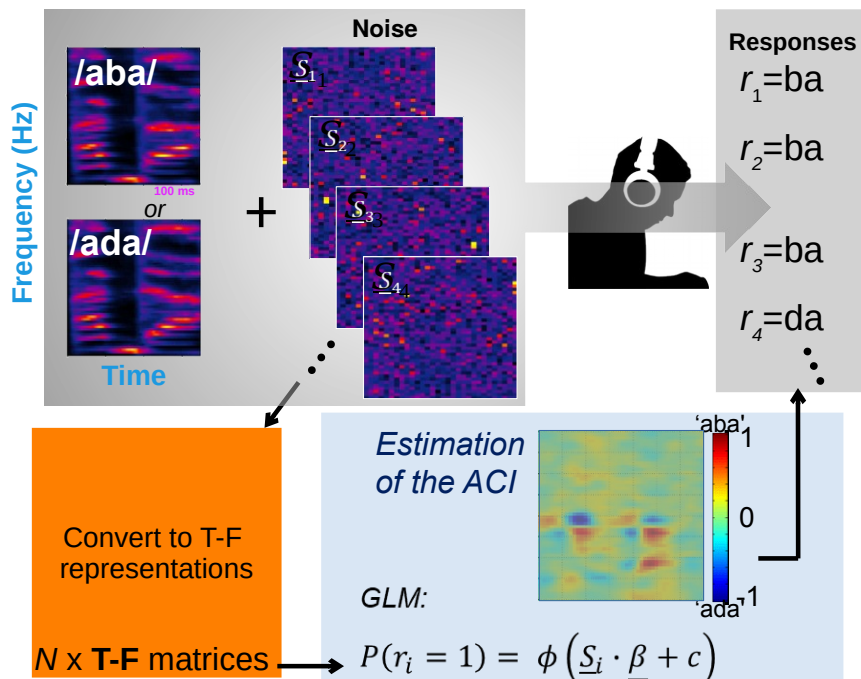 Noise
/aba/
100 ms
or
/ada/
Frequency (Hz)
Time
+
S₁
S₂
S₃
S₄
Responses
r₁=ba
r₂=ba
r₃=ba
r₄=da
Convert to T-F
representations
N x T-F matrices
Estimation
of the ACI
'aba'
1
0
-1
'ada'
GLM:
P(rᵢ = 1) = ϕ (Sᵢ · β + c)